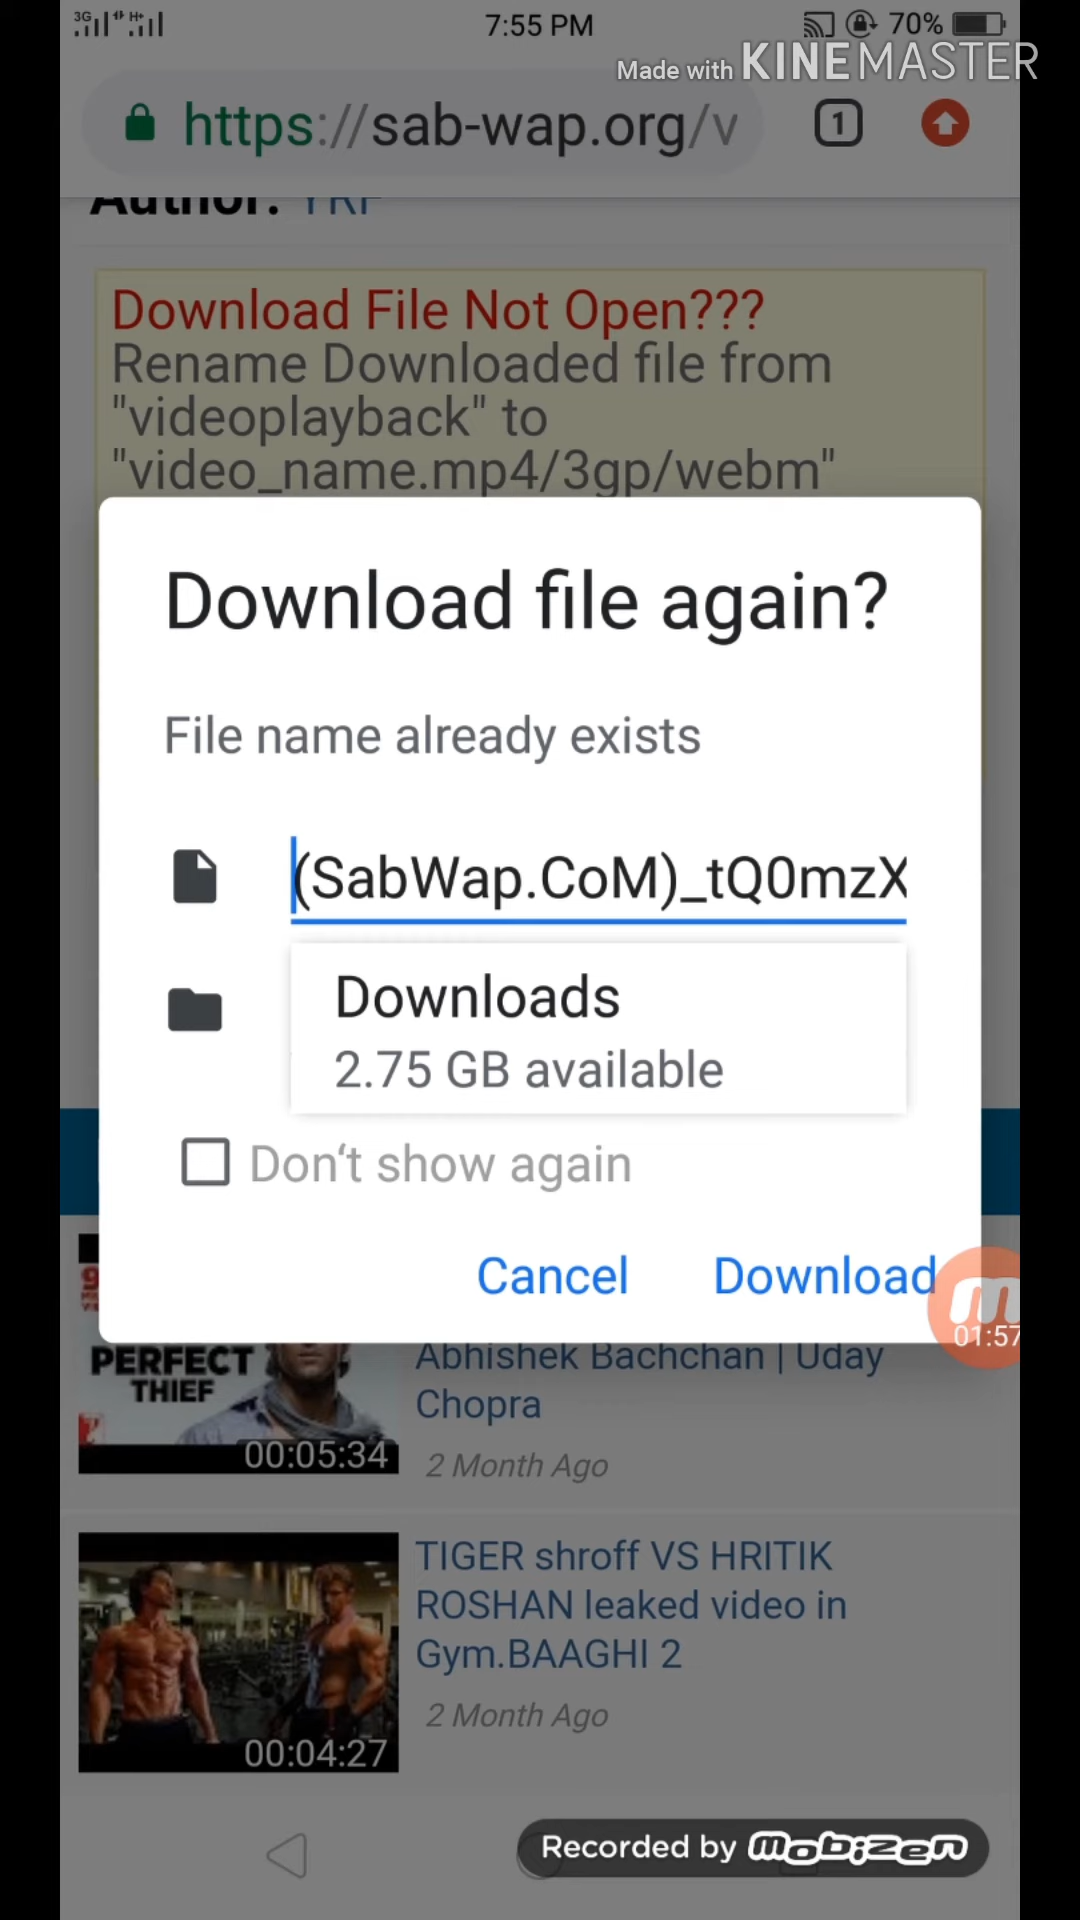 3G H+
7:55 PM
70%
Made with KINEMASTER
https://sab-wap.org/v
1
Author: YRF
Download File Not Open???
Rename Downloaded file from
"videoplayback" to
"video_name.mp4/3gp/webm"
Download file again?
File name already exists
(SabWap.CoM)_tQ0mzX
Downloads
2.75 GB available
Don't show again
Cancel
Download
01:57
PERFECT
THIEF
00:05:34
Abhishek Bachchan | Uday
Chopra
2 Month Ago
TIGER shroff VS HRITIK
ROSHAN leaked video in
Gym.BAAGHI 2
2 Month Ago
00:04:27
Recorded by mobizen